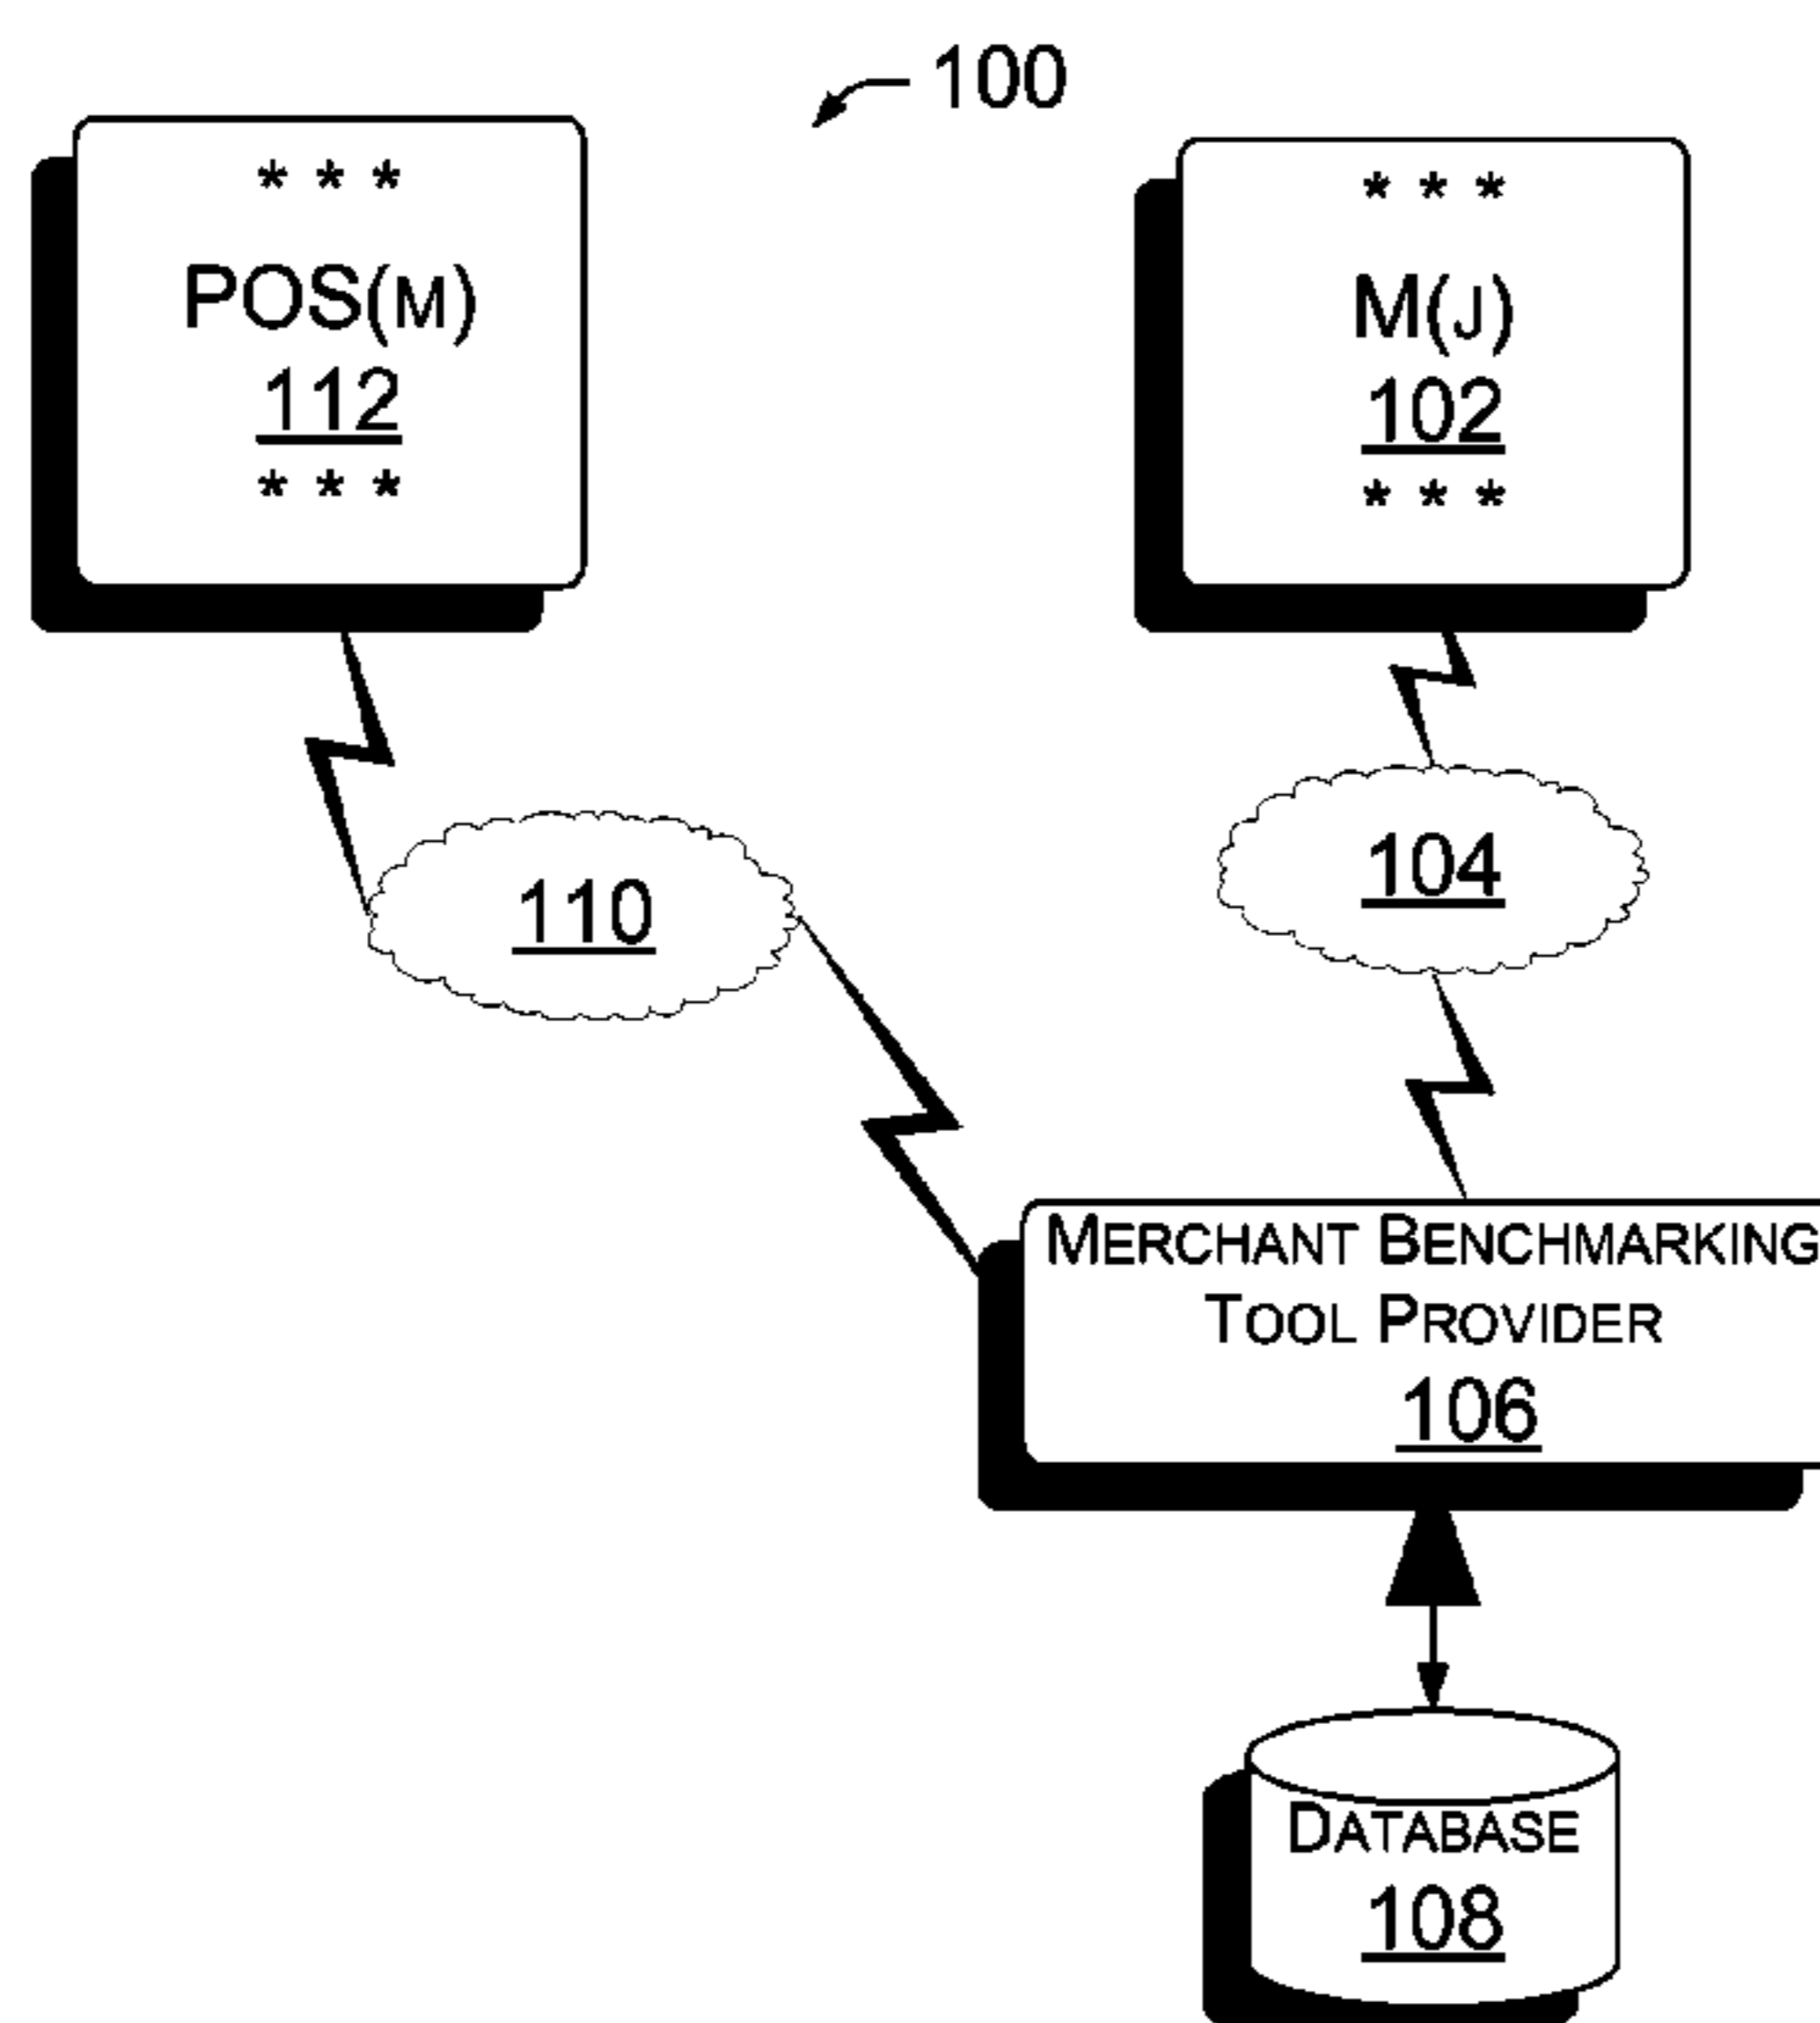 100
* * *
POS(M)
112
* * *
* * *
M(J)
102
* * *
110
104
MERCHANT BENCHMARKING
TOOL PROVIDER
106
DATABASE
108